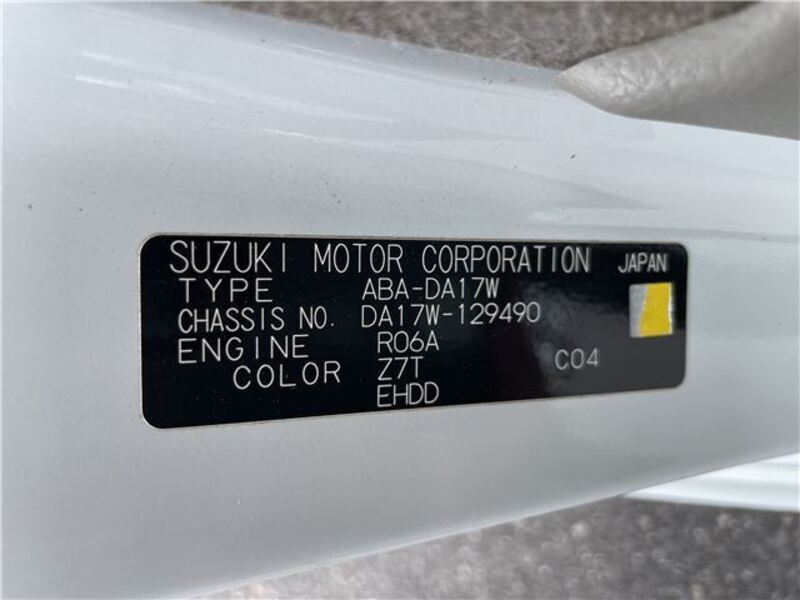 SUZUKI MOTOR CORPORATION JAPAN
TYPE ABA-DA17W
CHASSIS NO. DA17W-129490
ENGINE R06A
COLOR Z7T C04
EHDD